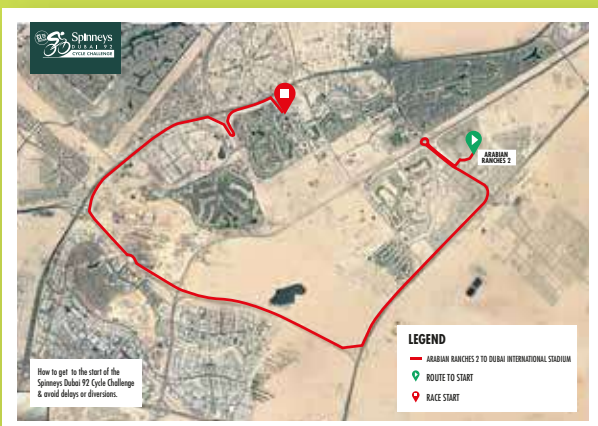 89
Spinneys
DUBAI 92
CYCLE CHALLENGE
ARABIAN
RANCHES 2
How to get to the start of the
Spinneys Dubai 92 Cycle Challenge
& avoid delays or diversions.
LEGEND
ARABIAN RANCHES 2 TO DUBAI INTERNATIONAL STADIUM
ROUTE TO START
RACE START